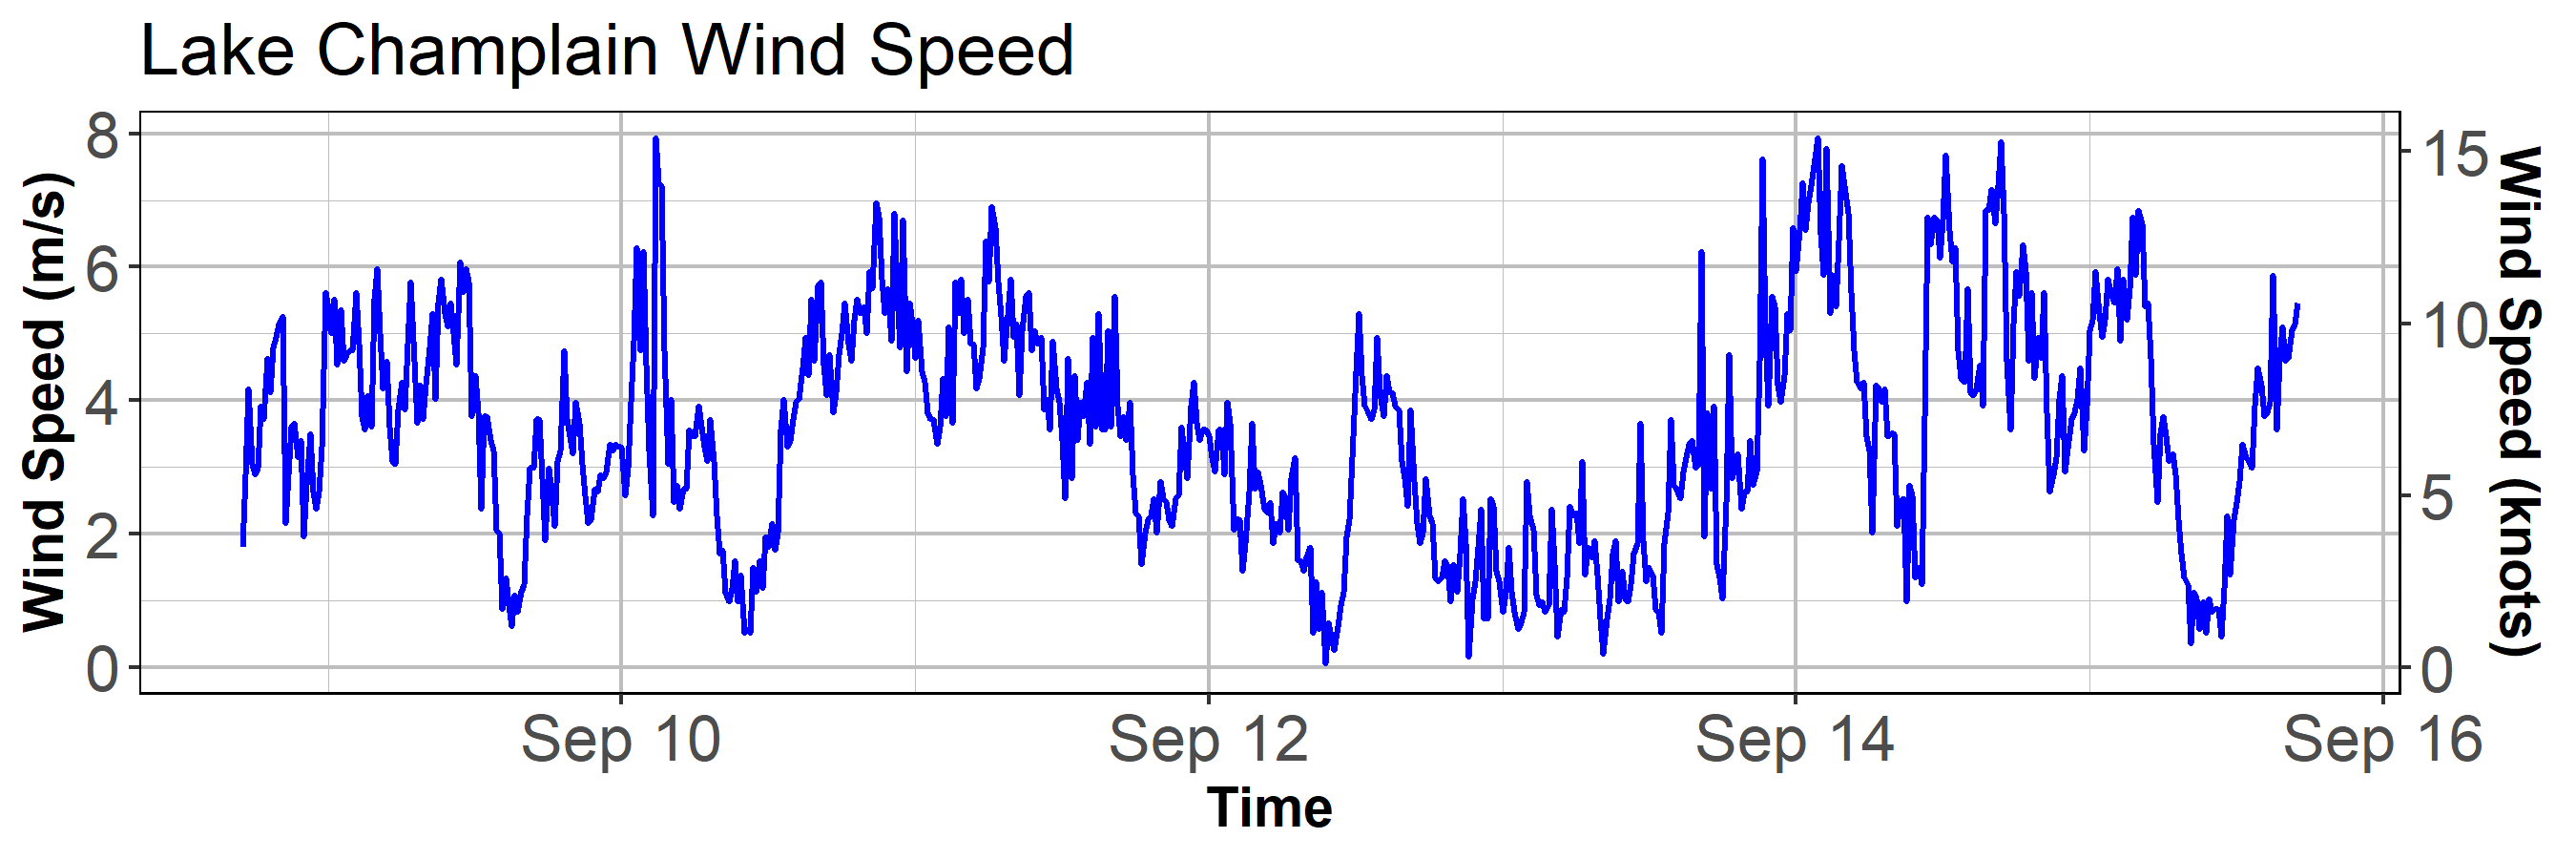 Lake Champlain Wind Speed
Wind Speed (m/s)
8
6
4
2
0
15
10
5
0
Wind Speed (knots)
Sep 10
Sep 12
Sep 14
Sep 16
Time